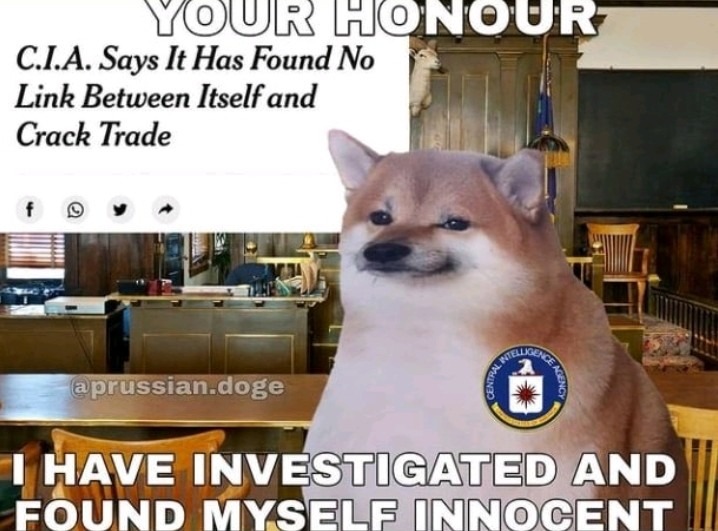 YOUR HONOUR
C.I.A. Says It Has Found No
Link Between Itself and
Crack Trade
f
@prussian.doge
CENTRAL INTELLIGENCE AGENCY
I HAVE INVESTIGATED AND
FOUND MYSELF INNOCENT